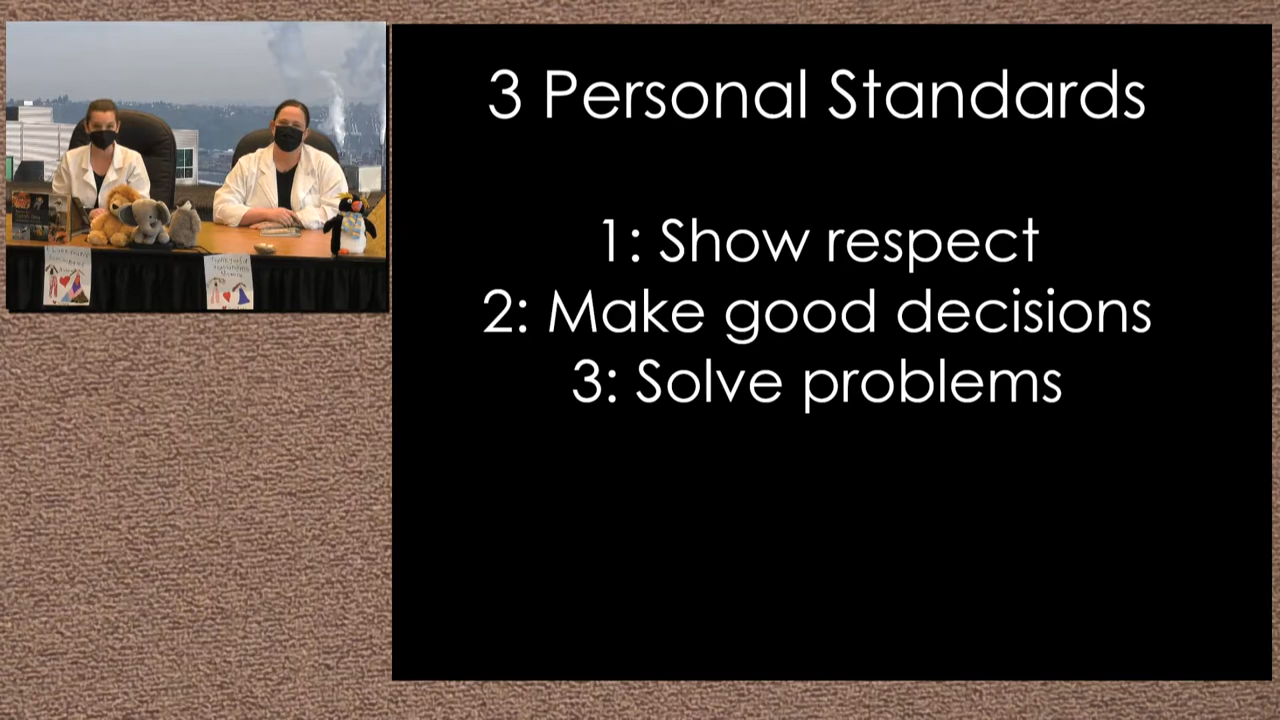 3 Personal Standards
1: Show respect
2: Make good decisions
3: Solve problems